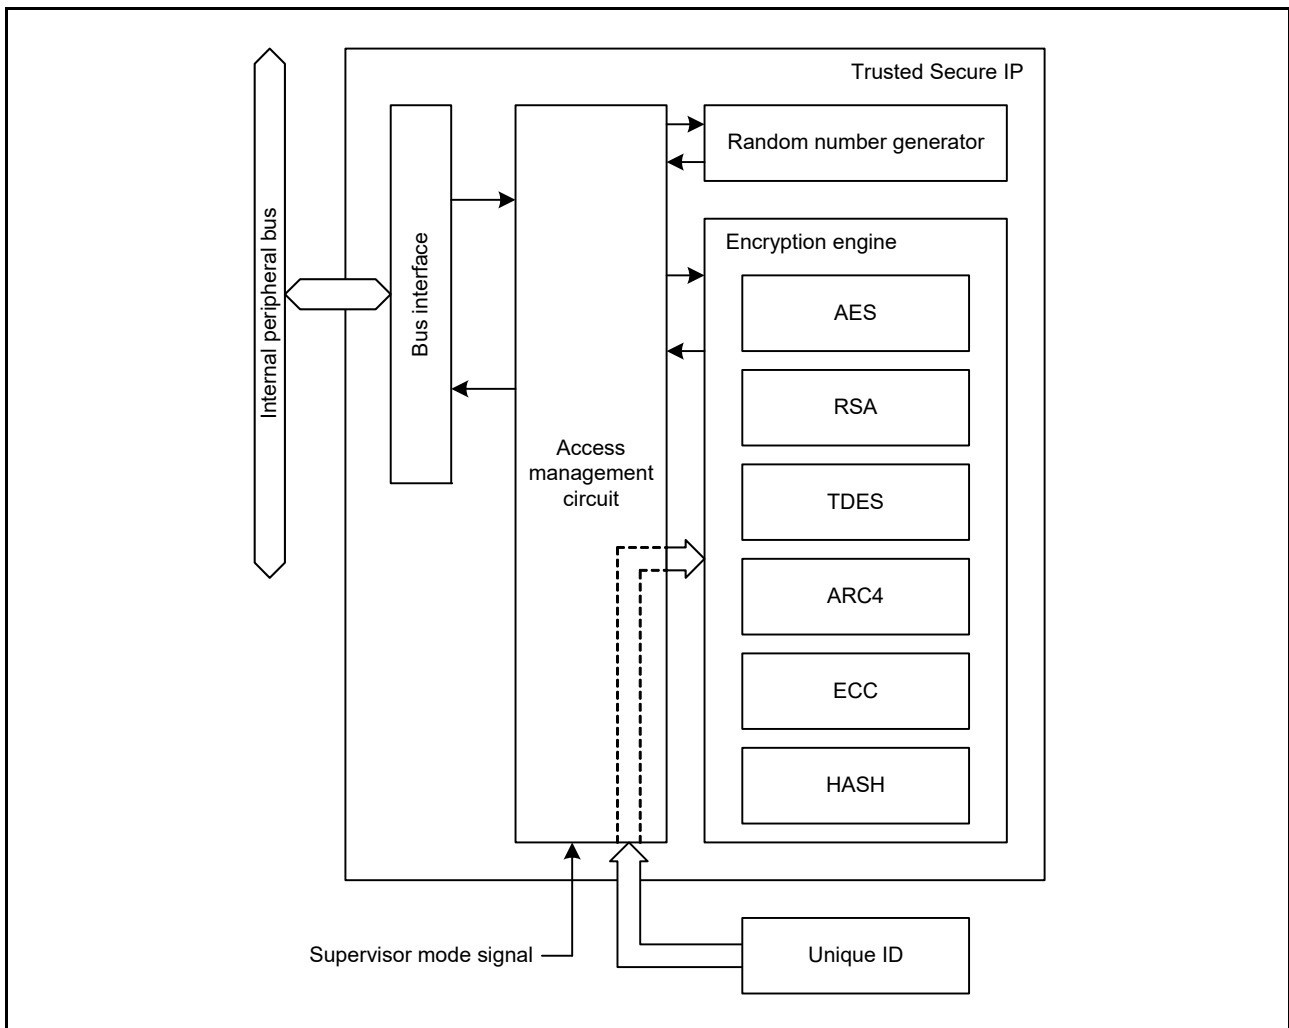 Trusted Secure IP
Internal peripheral bus
Bus interface
Access
management
circuit
Random number generator
Encryption engine
AES
RSA
TDES
ARC4
ECC
HASH
Supervisor mode signal
Unique ID